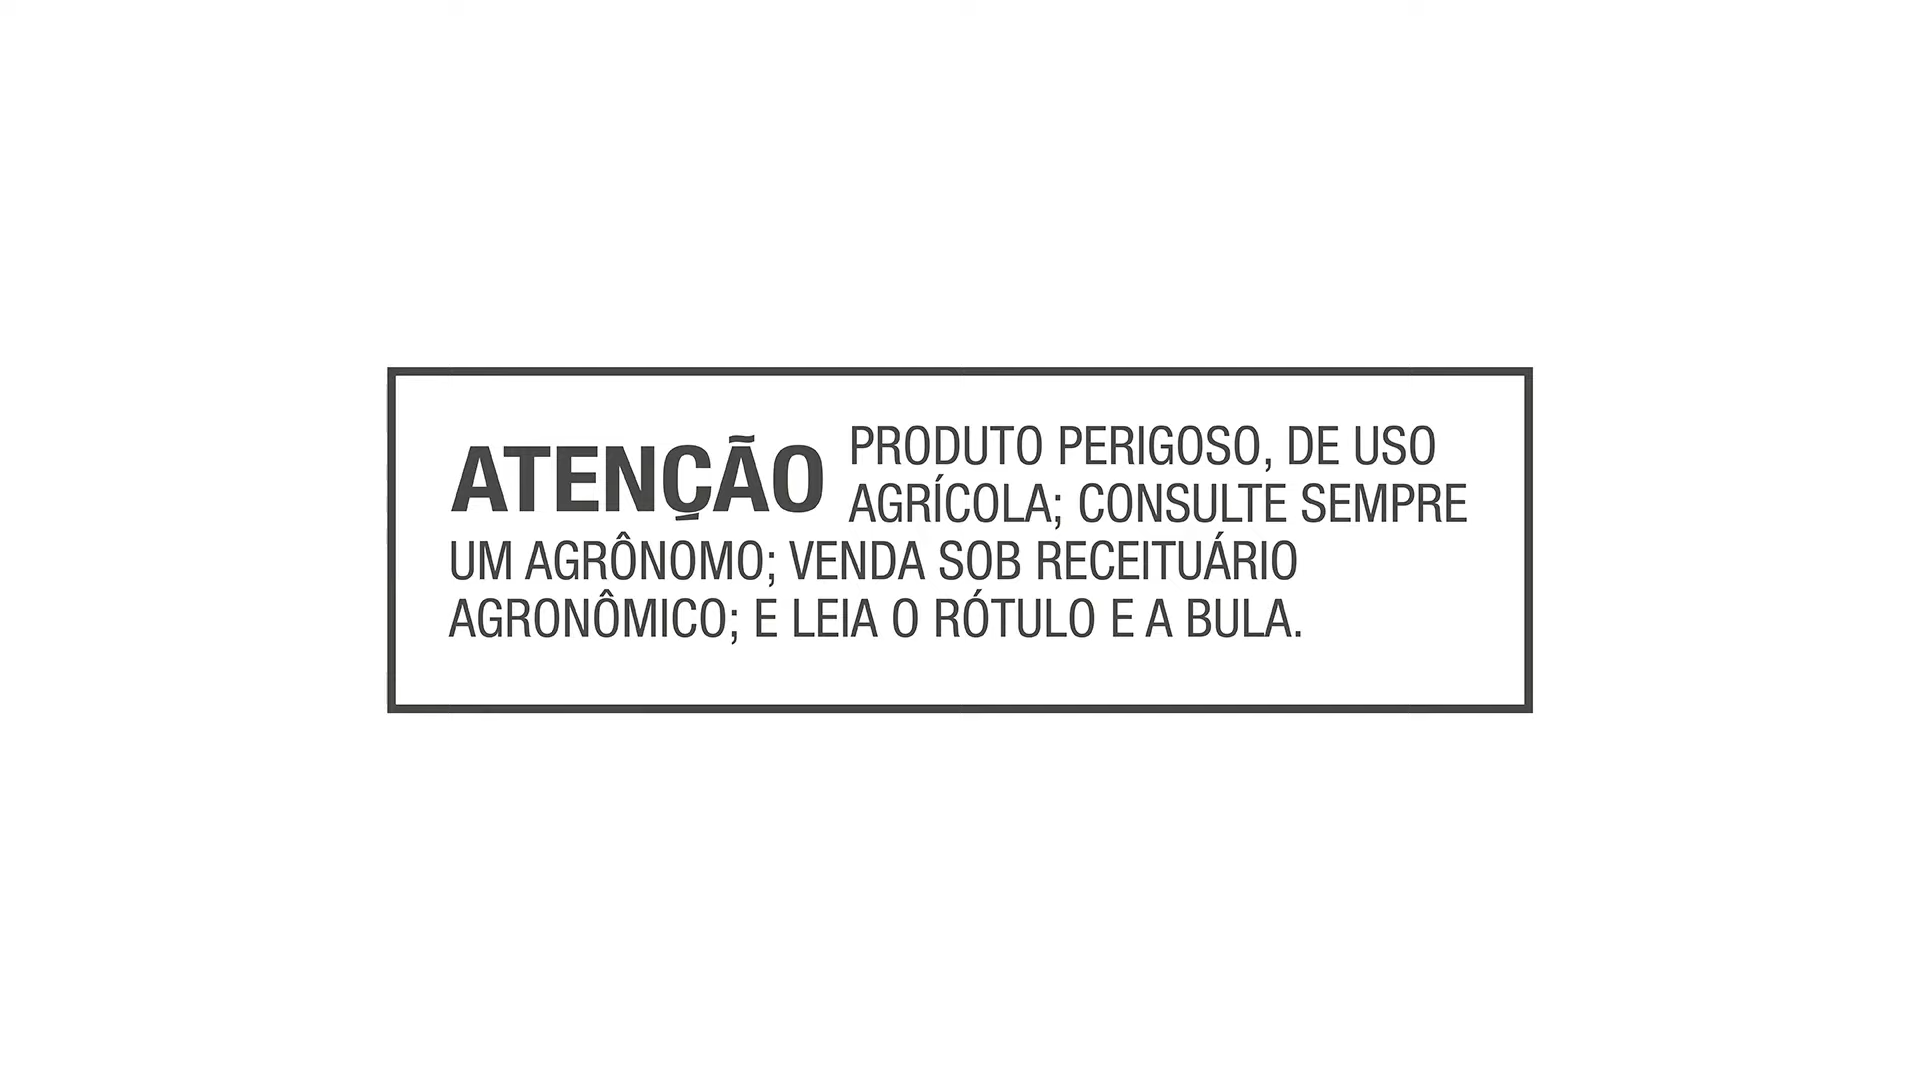 ATENÇÃO PRODUTO PERIGOSO, DE USO
AGRÍCOLA; CONSULTE SEMPRE
UM AGRÔNOMO; VENDA SOB RECEITUÁRIO
AGRONÔMICO; E LEIA O RÓTULO E A BULA.